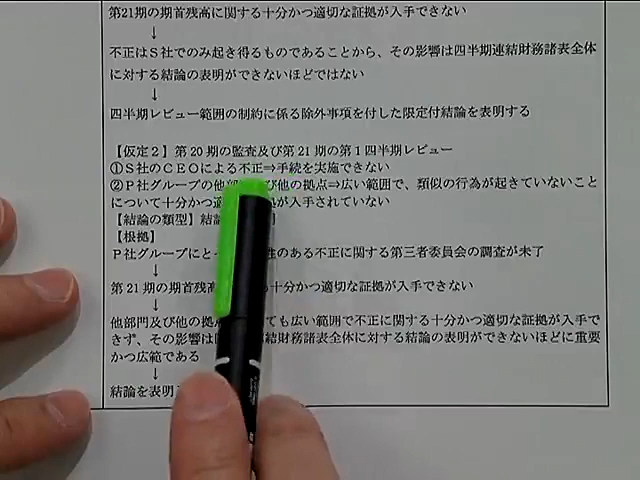 第21期の期首残高に関する十分かつ適切な証拠が入手できない
↓
不正はS社でのみ起き得るものであることから、その影響は四半期連結財務諸表全体
に対する結論の表明ができないほどではない
↓
四半期レビュー範囲の制約に係る除外事項を付した限定付結論を表明する
【仮定2】第20期の監査及び第21期の第1四半期レビュー
①S社のCEOによる不正⇒手続を実施できない
②P社グループの他部 び他の拠点⇒広い範囲で、類似の行為が起きていないこと
について十分かつ適 拠が入手されていない
【結論の類型】結論
【根拠】
P社グループにと 性のある不正に関する第三者委員会の調査が未了
↓
第21期の期首残高 十分かつ適切な証拠が入手できない
↓
他部門及び他の拠点 ても広い範囲で不正に関する十分かつ適切な証拠が入手で
きず、その影響は 結財務諸表全体に対する結論の表明ができないほどに重要
かつ広範である
↓
結論を表明